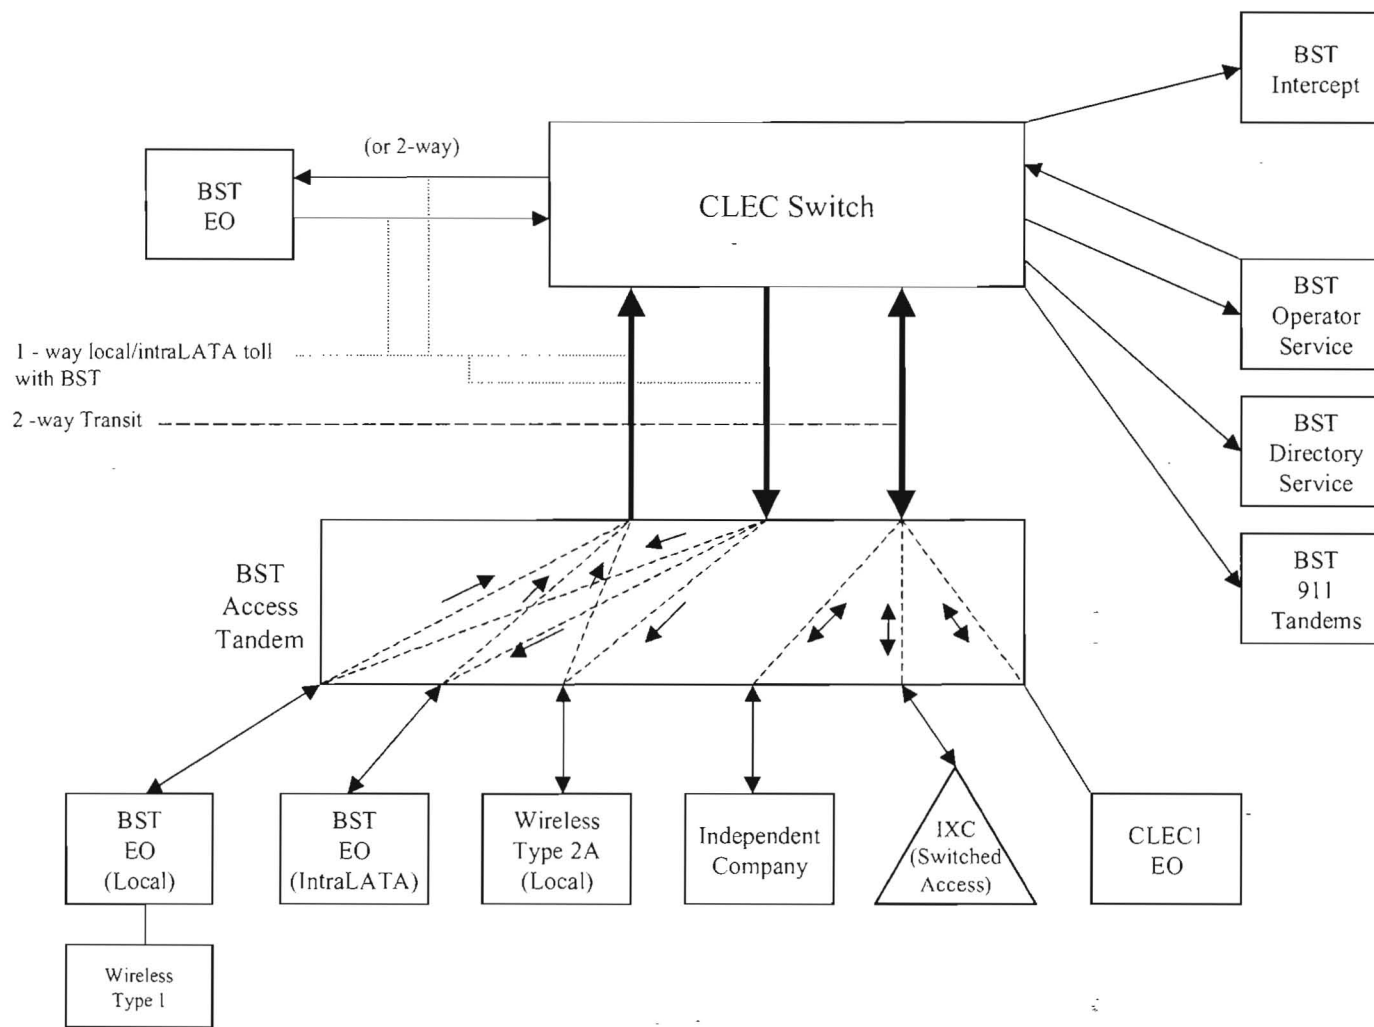 BST
Intercept
(or 2-way)
BST
EO
CLEC Switch
BST
Operator
Service
1 - way local/intraLATA toll
with BST
2 -way Transit
BST
Directory
Service
BST
911
Tandems
BST
Access
Tandem
BST
EO
(Local)
BST
EO
(IntraLATA)
Wireless
Type 2A
(Local)
Independent
Company
IXC
(Switched
Access)
CLEC1
EO
Wireless
Type 1